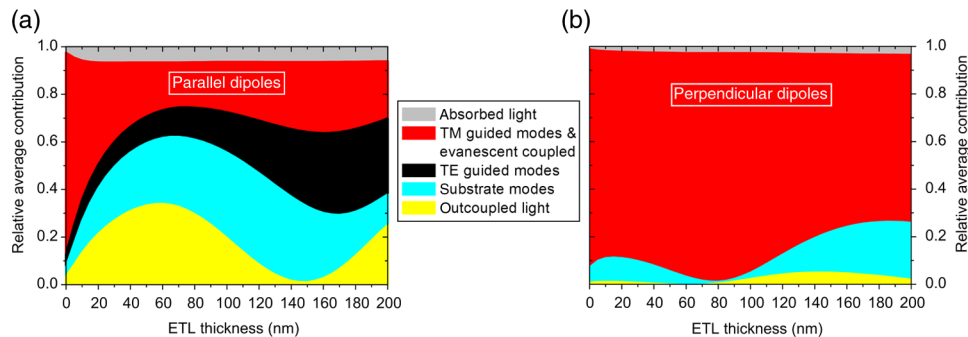 (a)
1.0
0.8
0.6
0.4
0.2
0.0
Relative average contribution
Parallel dipoles
0 20 40 60 80 100 120 140 160 180 200
ETL thickness (nm)
Absorbed light
TM guided modes &
evanescent coupled
TE guided modes
Substrate modes
Outcoupled light
(b)
Perpendicular dipoles
0 20 40 60 80 100 120 140 160 180 200
ETL thickness (nm)
1.0
0.8
0.6
0.4
0.2
0.0
Relative average contribution